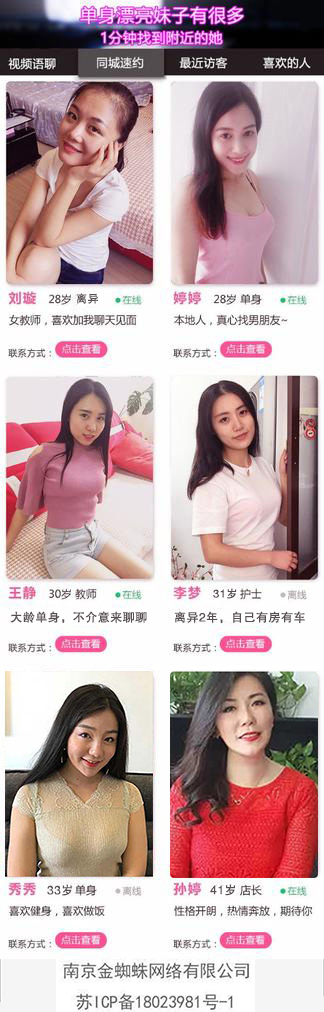 单身漂亮妹子有很多
1分钟找到附近的她
视频语聊 同城速约 最近访客 喜欢的人
刘璇 28岁 离异 在线
女教师，喜欢加我聊天见面
联系方式： 点击查看
婷婷 28岁 单身 在线
本地人，真心找男朋友~
联系方式： 点击查看
王静 30岁 教师 在线
大龄单身，不介意来聊聊
联系方式： 点击查看
李梦 31岁 护士 离线
离异2年，自己有房有车
联系方式： 点击查看
秀秀 33岁 单身 离线
喜欢健身，喜欢做饭
联系方式： 点击查看
孙婷 41岁 店长 在线
性格开朗，热情奔放，期待你
联系方式： 点击查看
南京金蜘蛛网络有限公司
苏ICP备18023981号-1